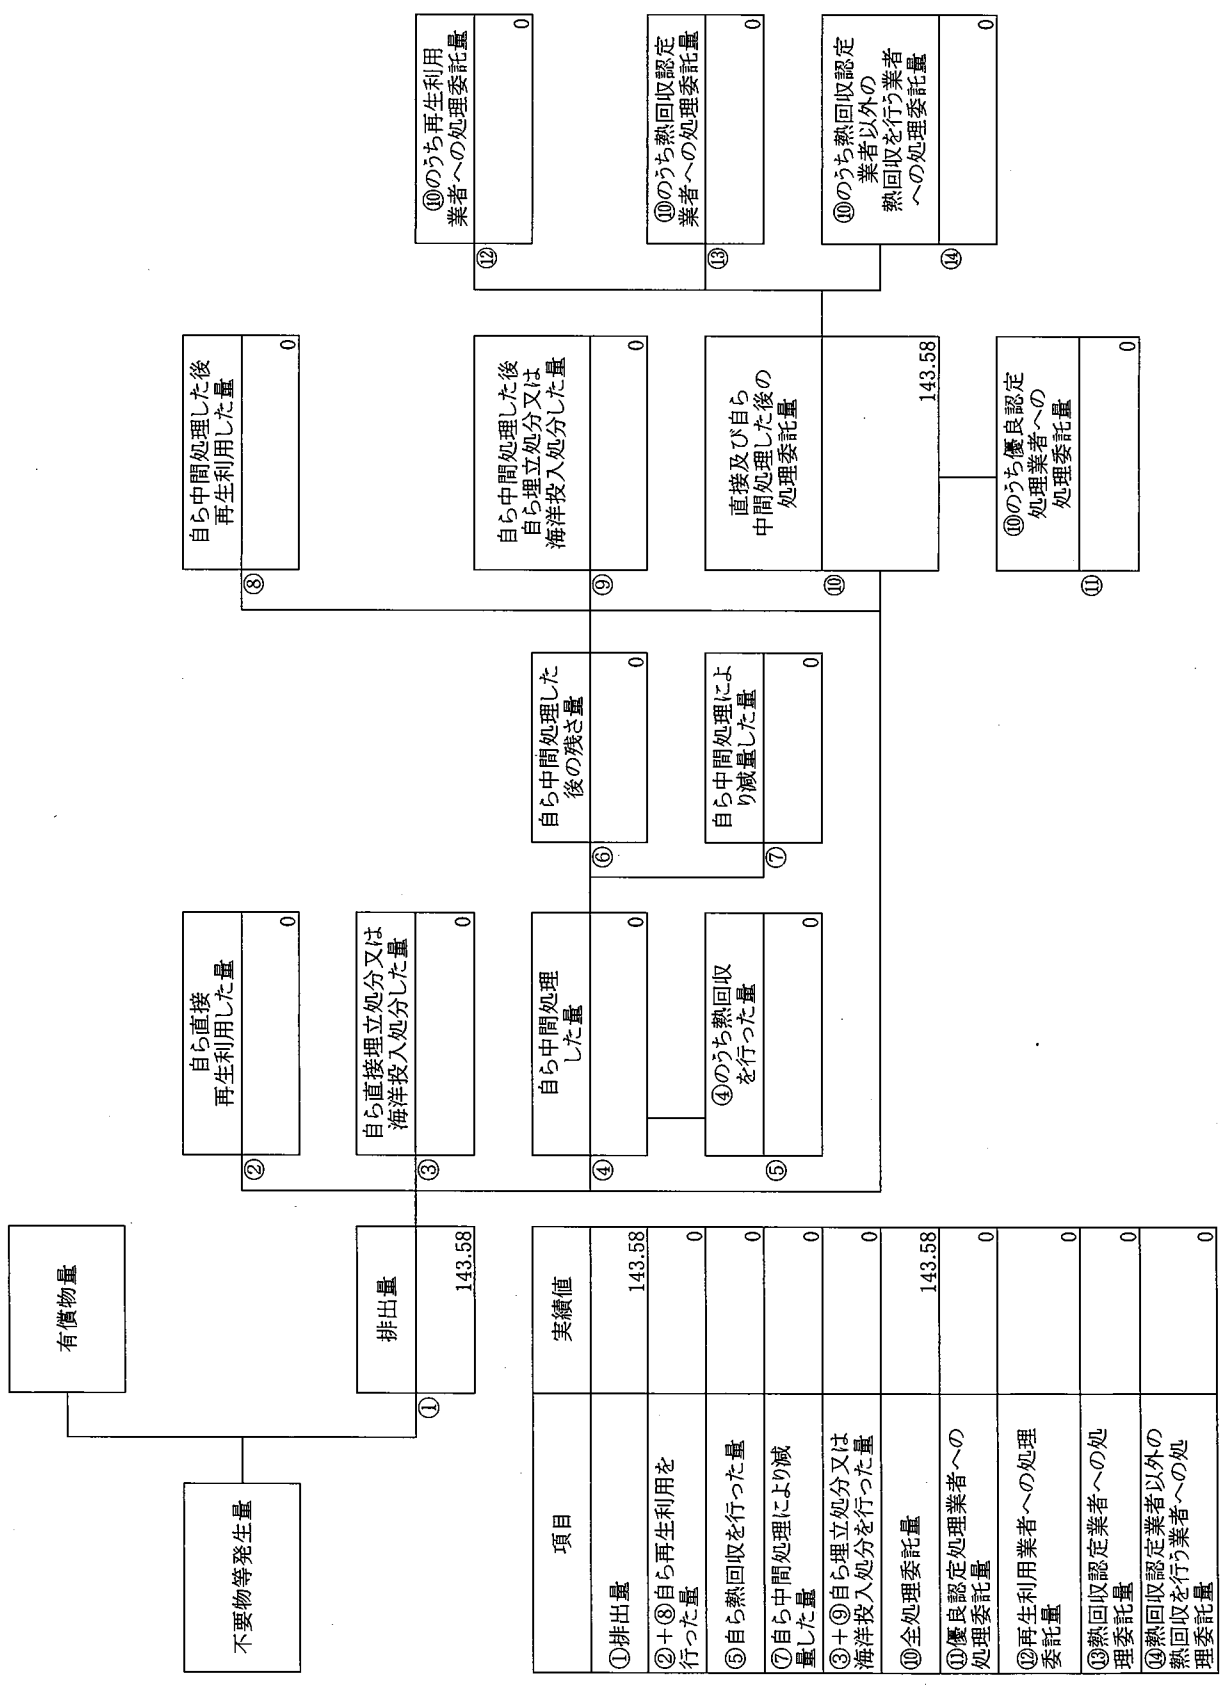 不要物等発生量
有償物量
排出量
①
143.58
自ら直接
再生利用した量
②
0
自ら直接埋立処分又は
海洋投入処分した量
③
0
自ら中間処理
した量
④
0
④のうち熱回収
を行った量
⑤
0
自ら中間処理した
後の残さ量
⑥
0
自ら中間処理によ
り減量した量
⑦
0
自ら中間処理した後
再生利用した量
⑧
0
自ら中間処理した後
自ら埋立処分又は
海洋投入処分した量
⑨
0
直接及び自ら
中間処理した後の
処理委託量
⑩
143.58
⑩のうち優良認定
処理業者への
処理委託量
⑪
0
⑩のうち再生利用
業者への処理委託量
⑫
0
⑩のうち熱回収認定
業者への処理委託量
⑬
0
⑩のうち熱回収認定
業者以外の
熱回収を行う業者
への処理委託量
⑭
0
項目
実績値
①排出量
143.58
②+⑧自ら再生利用を
行った量
0
⑤自ら熱回収を行った量
0
⑦自ら中間処理により減
量した量
0
③+⑨自ら埋立処分又は
海洋投入処分を行った量
0
⑩全処理委託量
143.58
⑪優良認定処理業者への
処理委託量
0
⑫再生利用業者への処理
委託量
0
⑬熱回収認定業者への処
理委託量
0
⑭熱回収認定業者以外の
熱回収を行う業者への処
理委託量
0